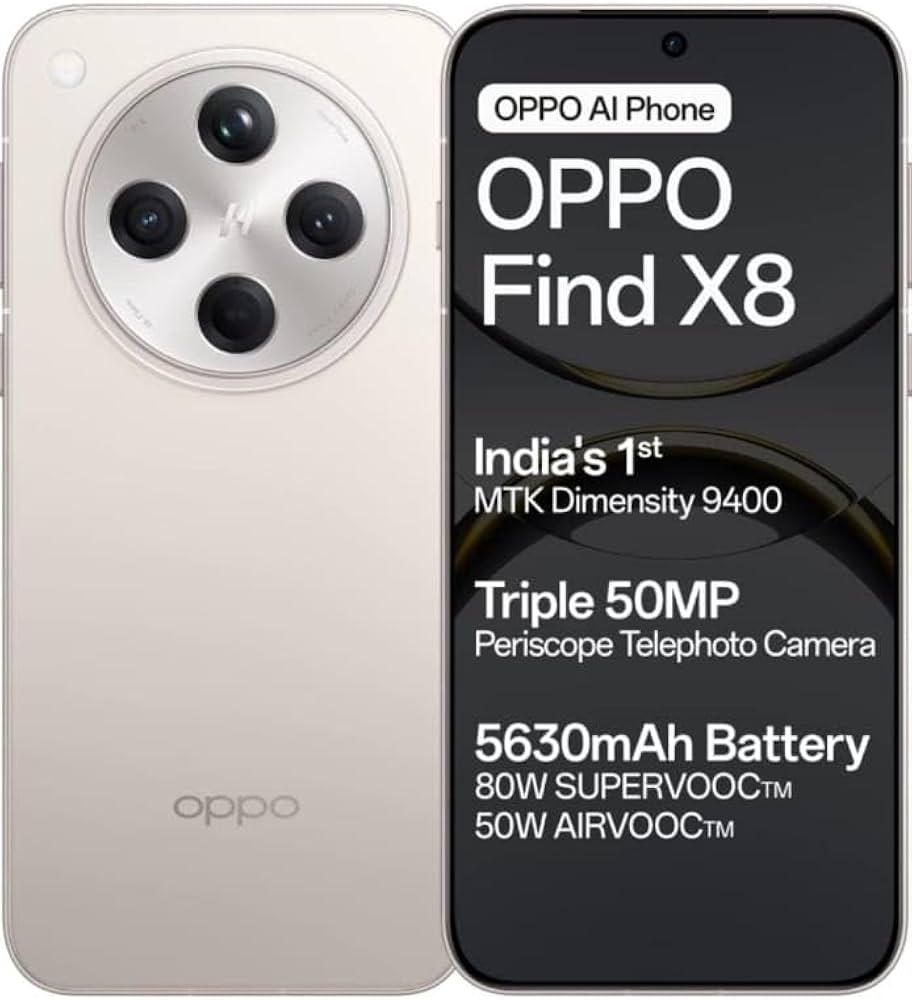 OPPO AI Phone
OPPO
Find X8
India's 1st
MTK Dimensity 9400
Triple 50MP
Periscope Telephoto Camera
5630mAh Battery
80W SUPERVOOC™
50W AIRVOOC™
H
oppo